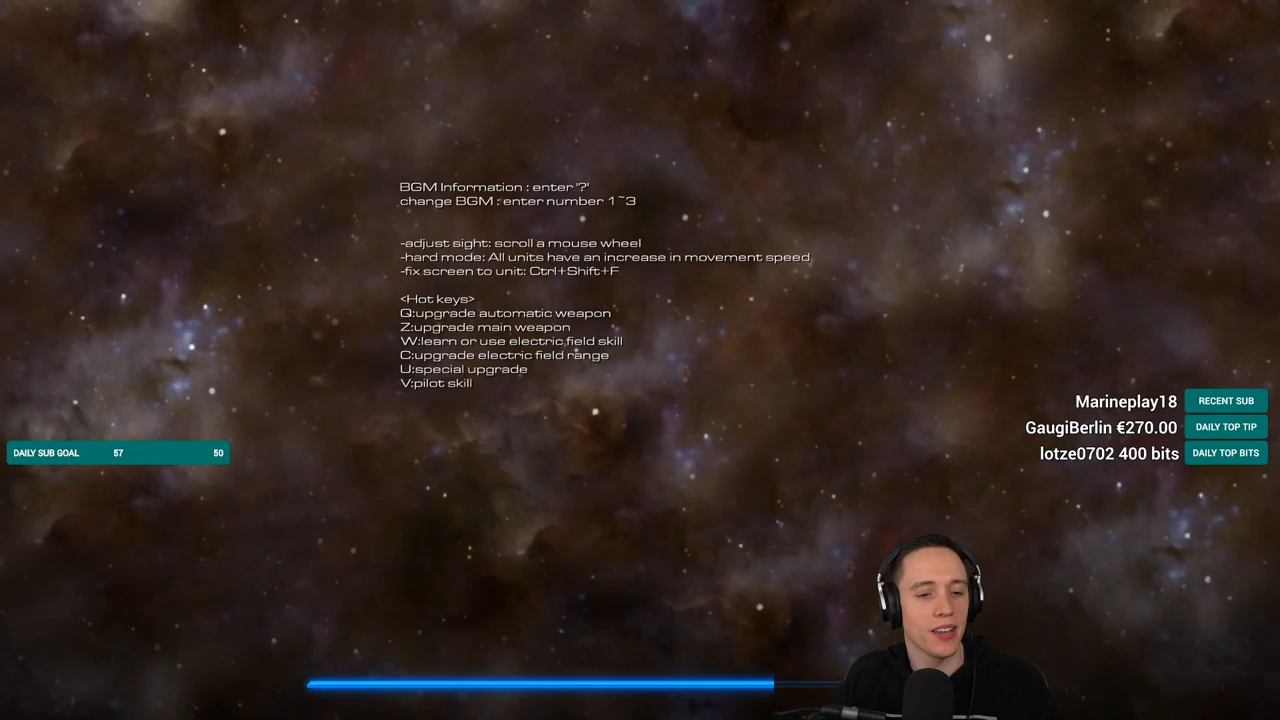 BGM Information : enter '?'
change BGM : enter number 1~3
-adjust sight: scroll a mouse wheel
-hard mode: All units have an increase in movement speed
-fix screen to unit: Ctrl+Shift+F
<Hot keys>
Q:upgrade automatic weapon
Z:upgrade main weapon
W:learn or use electric field skill
C:upgrade electric field range
U:special upgrade
V:pilot skill
Marineplay18 RECENT SUB
GaugiBerlin €270.00 DAILY TOP TIP
lotze0702 400 bits DAILY TOP BITS
DAILY SUB GOAL 57 50